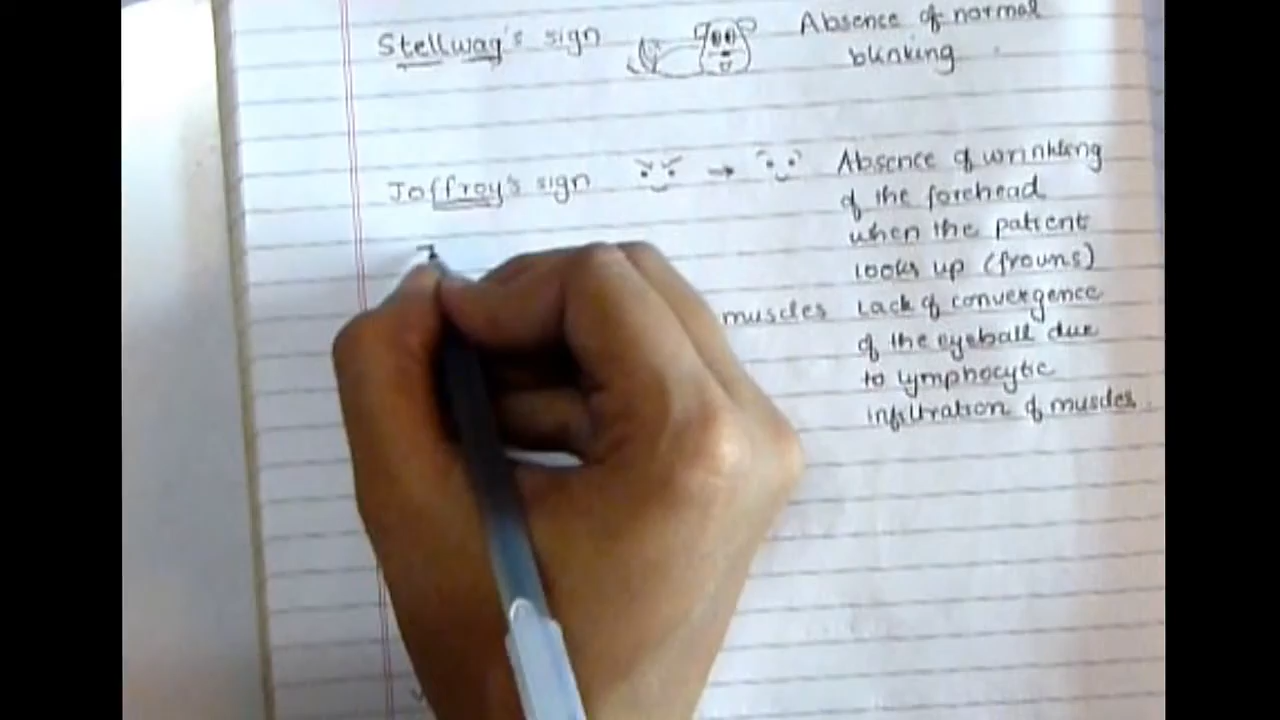 Stellwag's sign
Absence of normal
blinking
Joffroy's sign
Absence of wrinkling
of the forehead
when the patient
looks up (frowns)
muscles
Lack of convergence
of the eyeball due
to lymphocytic
infiltration of muscles.